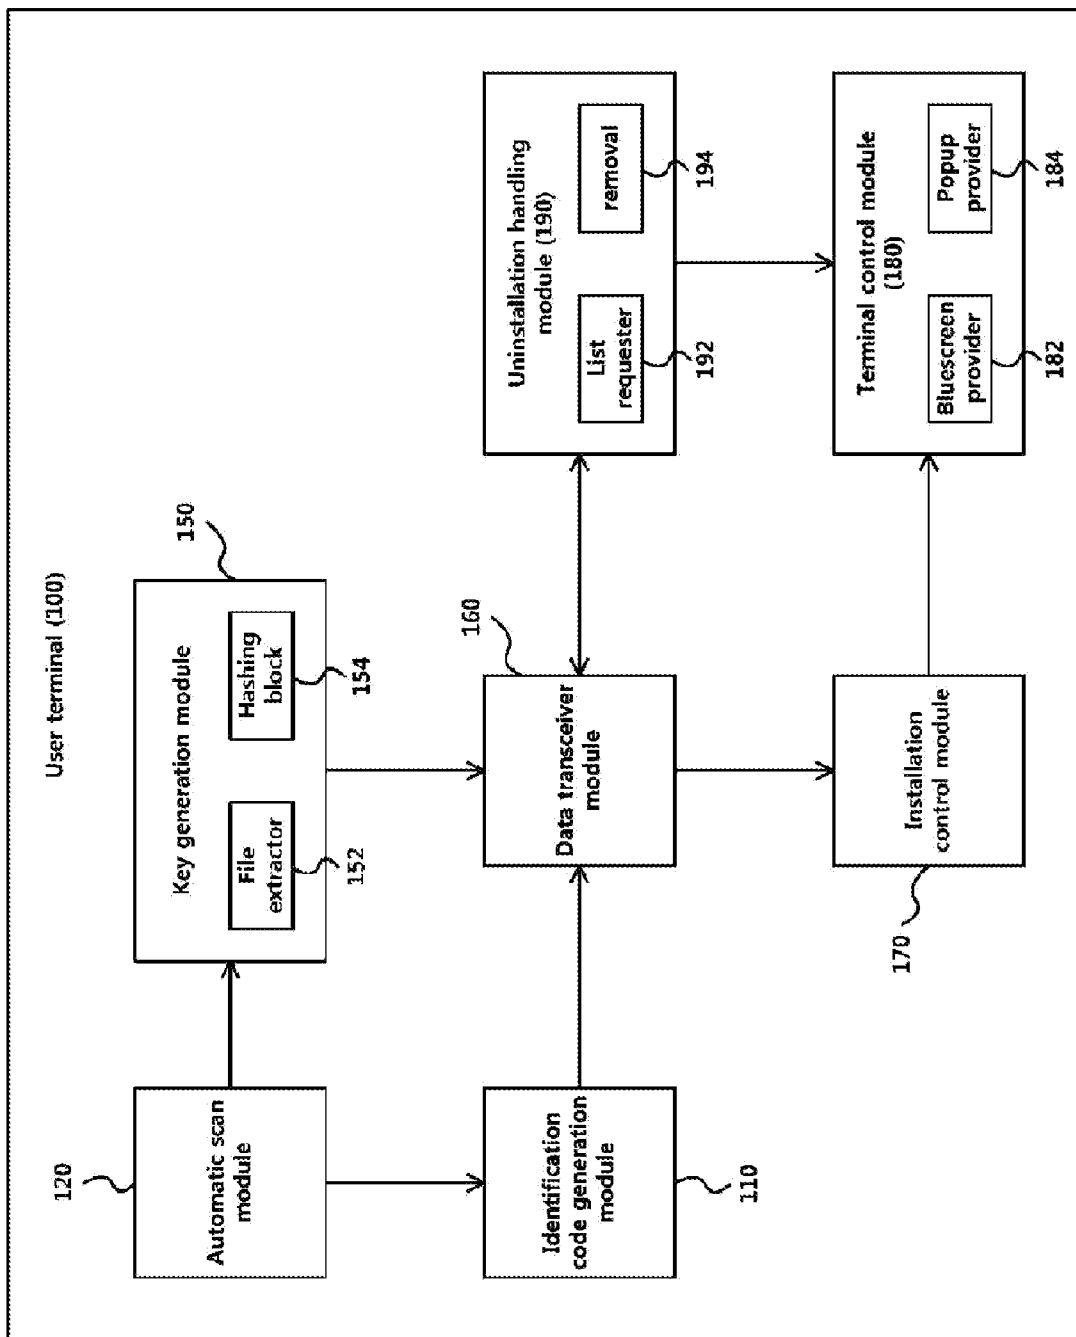 User terminal (100)
120
Automatic scan
module
150
Key generation module
File
extractor
152
Hashing
block
154
Identification
code generation
module
110
160
Data transceiver
module
Uninstallation handling
module (190)
List
requester
192
removal
194
Installation
control module
170
Terminal control module
(180)
Bluescreen
provider
182
Popup
provider
184